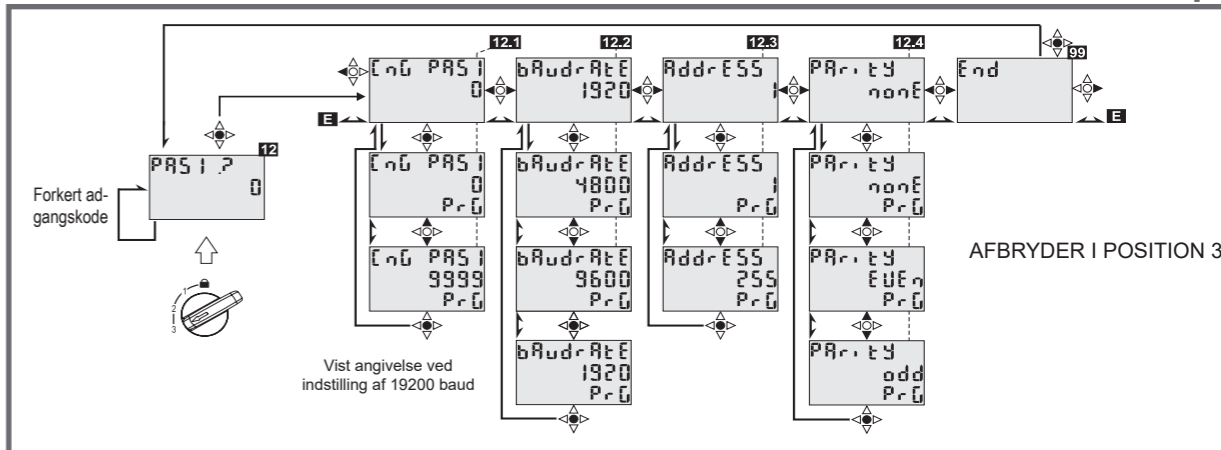 12.1
12.2
12.3
12.4
99
CnG PAS1
0
bAudrAtE
1920
AddrESS
1
PAritY
nonE
End
E
E
12
PAS1 ?
0
Forkert ad-
gangskode
1
2
3
CnG PAS1
0
PrG
bAudrAtE
4800
PrG
AddrESS
1
PrG
PAritY
nonE
PrG
CnG PAS1
9999
PrG
bAudrAtE
9600
PrG
AddrESS
255
PrG
PAritY
EVEn
PrG
AFBRYDER I POSITION 3
Vist angivelse ved
indstilling af 19200 baud
bAudrAtE
1920
PrG
PAritY
odd
PrG